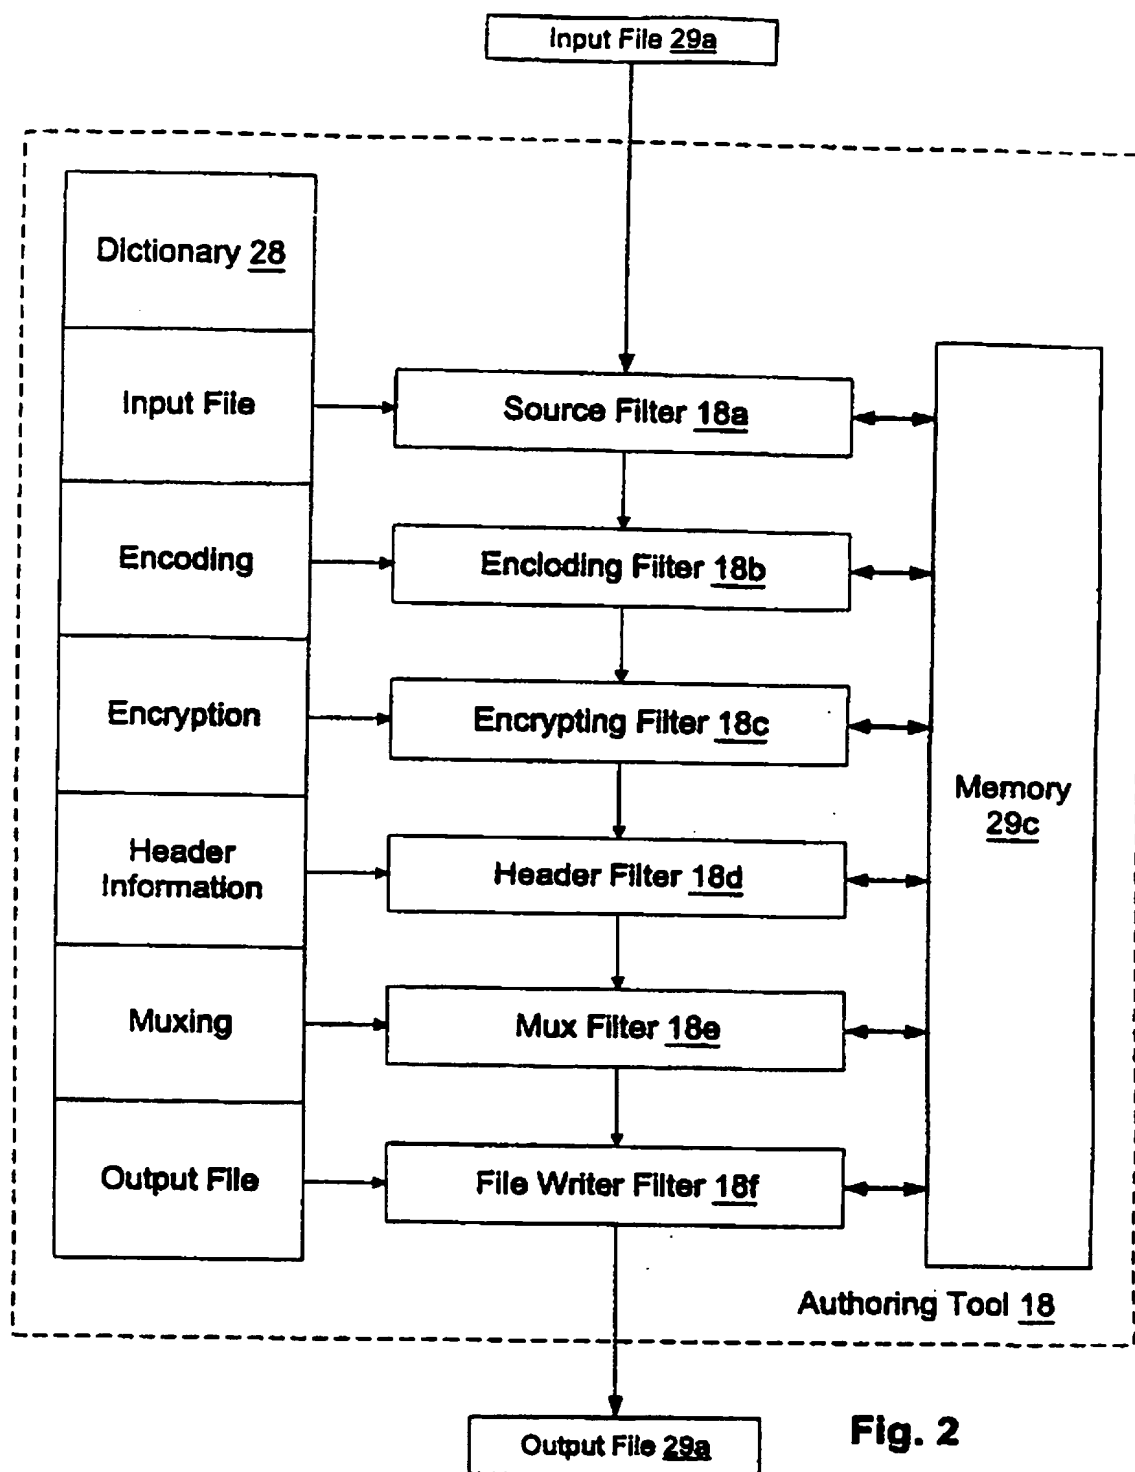 Input File 29a
Dictionary 28
Input File
Source Filter 18a
Encoding
Encloding Filter 18b
Encryption
Encrypting Filter 18c
Memory
29c
Header
Information
Header Filter 18d
Muxing
Mux Filter 18e
Output File
File Writer Filter 18f
Authoring Tool 18
Output File 29a
Fig. 2